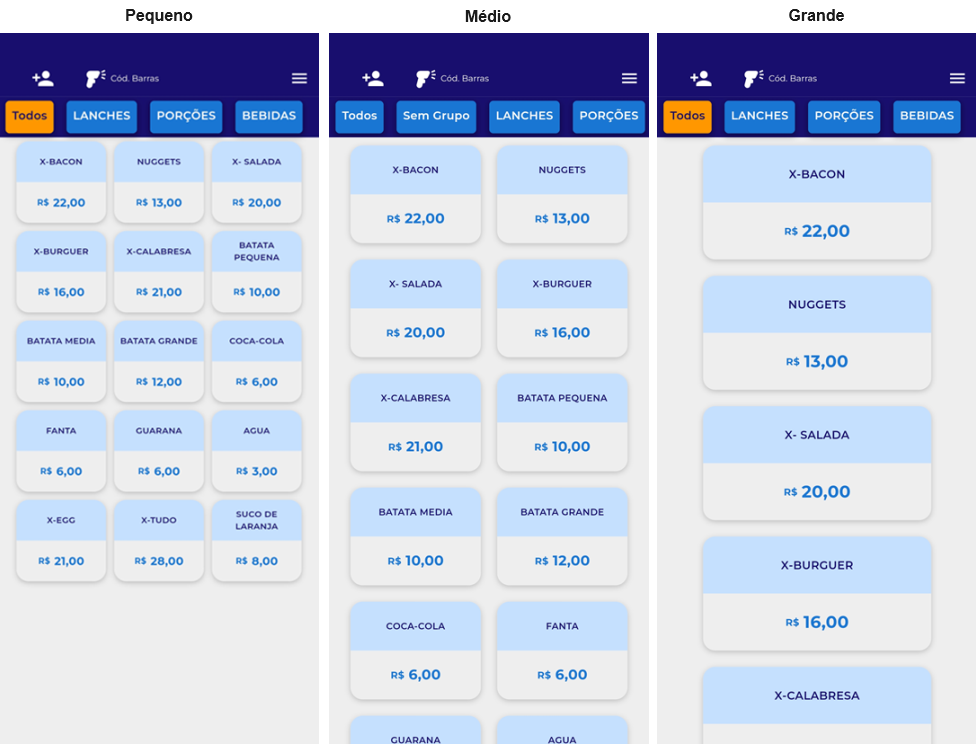 Pequeno
Cód. Barras
Todos LANCHES PORÇÕES BEBIDAS
X-BACON NUGGETS X- SALADA
R$ 22,00 R$ 13,00 R$ 20,00
X-BURGUER X-CALABRESA BATATA PEQUENA
R$ 16,00 R$ 21,00 R$ 10,00
BATATA MEDIA BATATA GRANDE COCA-COLA
R$ 10,00 R$ 12,00 R$ 6,00
FANTA GUARANA AGUA
R$ 6,00 R$ 6,00 R$ 3,00
X-EGG X-TUDO SUCO DE LARANJA
R$ 21,00 R$ 28,00 R$ 8,00
Médio
Cód. Barras
Todos Sem Grupo LANCHES PORÇÕES
X-BACON NUGGETS
R$ 22,00 R$ 13,00
X- SALADA X-BURGUER
R$ 20,00 R$ 16,00
X-CALABRESA BATATA PEQUENA
R$ 21,00 R$ 10,00
BATATA MEDIA BATATA GRANDE
R$ 10,00 R$ 12,00
COCA-COLA FANTA
R$ 6,00 R$ 6,00
GUARANA AGUA
Grande
Cód. Barras
Todos LANCHES PORÇÕES BEBIDAS
X-BACON
R$ 22,00
NUGGETS
R$ 13,00
X- SALADA
R$ 20,00
X-BURGUER
R$ 16,00
X-CALABRESA